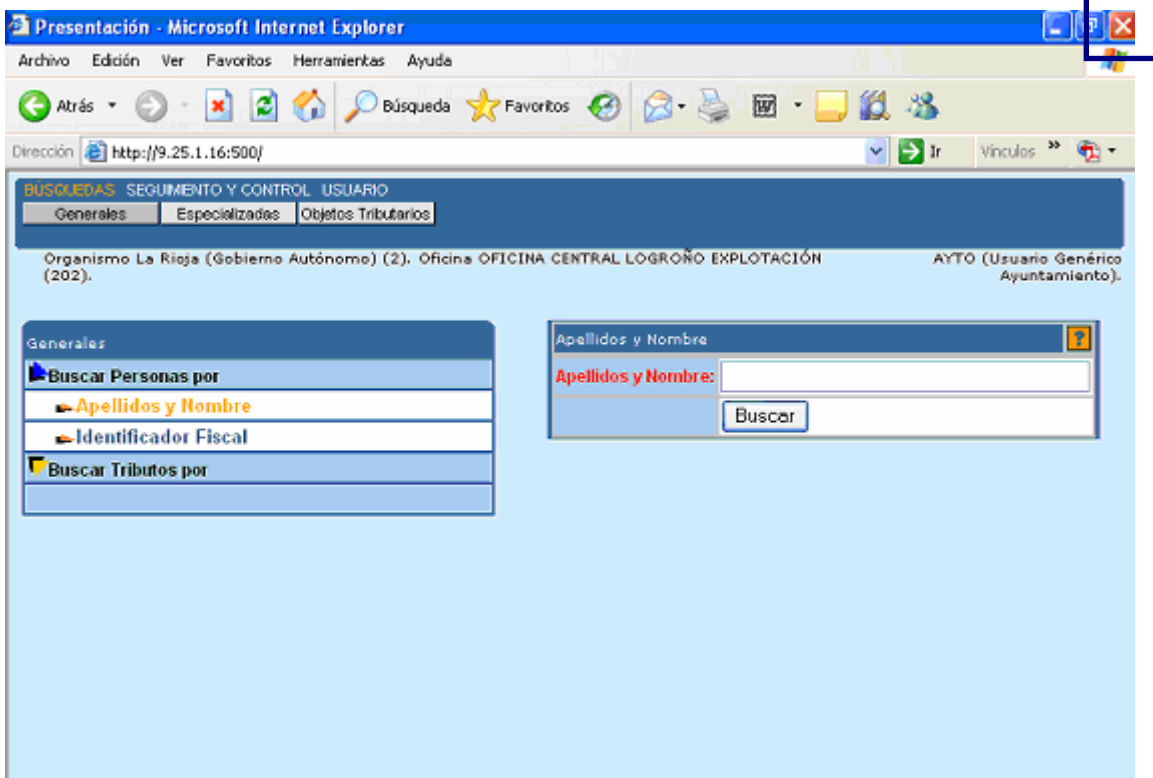 Presentación - Microsoft Internet Explorer
Archivo Edición Ver Favoritos Herramientas Ayuda
Atrás Búsqueda Favoritos
Dirección http://9.25.1.16:500/ Ir Vínculos »
BÚSQUEDAS SEGUIMIENTO Y CONTROL USUARIO
Generales Especializadas Objetos Tributarios
Organismo La Rioja (Gobierno Autónomo) (2). Oficina OFICINA CENTRAL LOGROÑO EXPLOTACIÓN AYTO (Usuario Genérico
(202). Ayuntamiento).
Generales
Buscar Personas por
Apellidos y Nombre
Identificador Fiscal
Buscar Tributos por
Apellidos y Nombre ?
Apellidos y Nombre:
Buscar